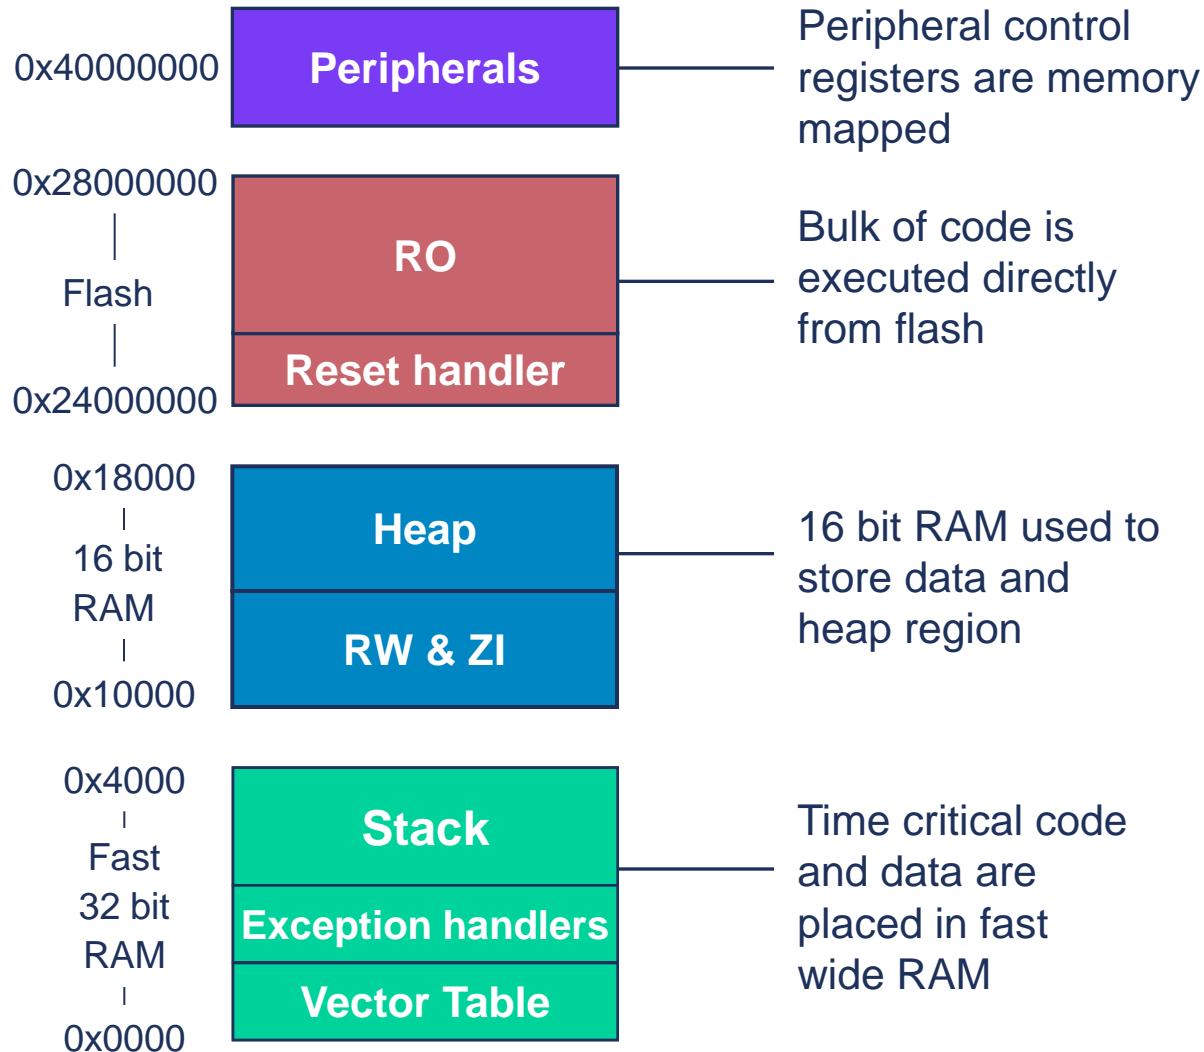 0x40000000
Peripherals
Peripheral control
registers are memory
mapped
0x28000000
Flash
0x24000000
RO
Reset handler
Bulk of code is
executed directly
from flash
0x18000
16 bit
RAM
0x10000
Heap
RW & ZI
16 bit RAM used to
store data and
heap region
0x4000
Fast
32 bit
RAM
0x0000
Stack
Exception handlers
Vector Table
Time critical code
and data are
placed in fast
wide RAM